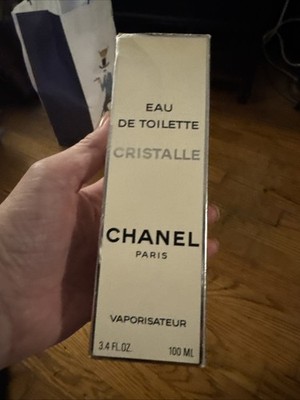 EAU
DE TOILETTE
CRISTALLE
CHANEL
PARIS
VAPORISATEUR
3.4 FL.OZ. 100 ML